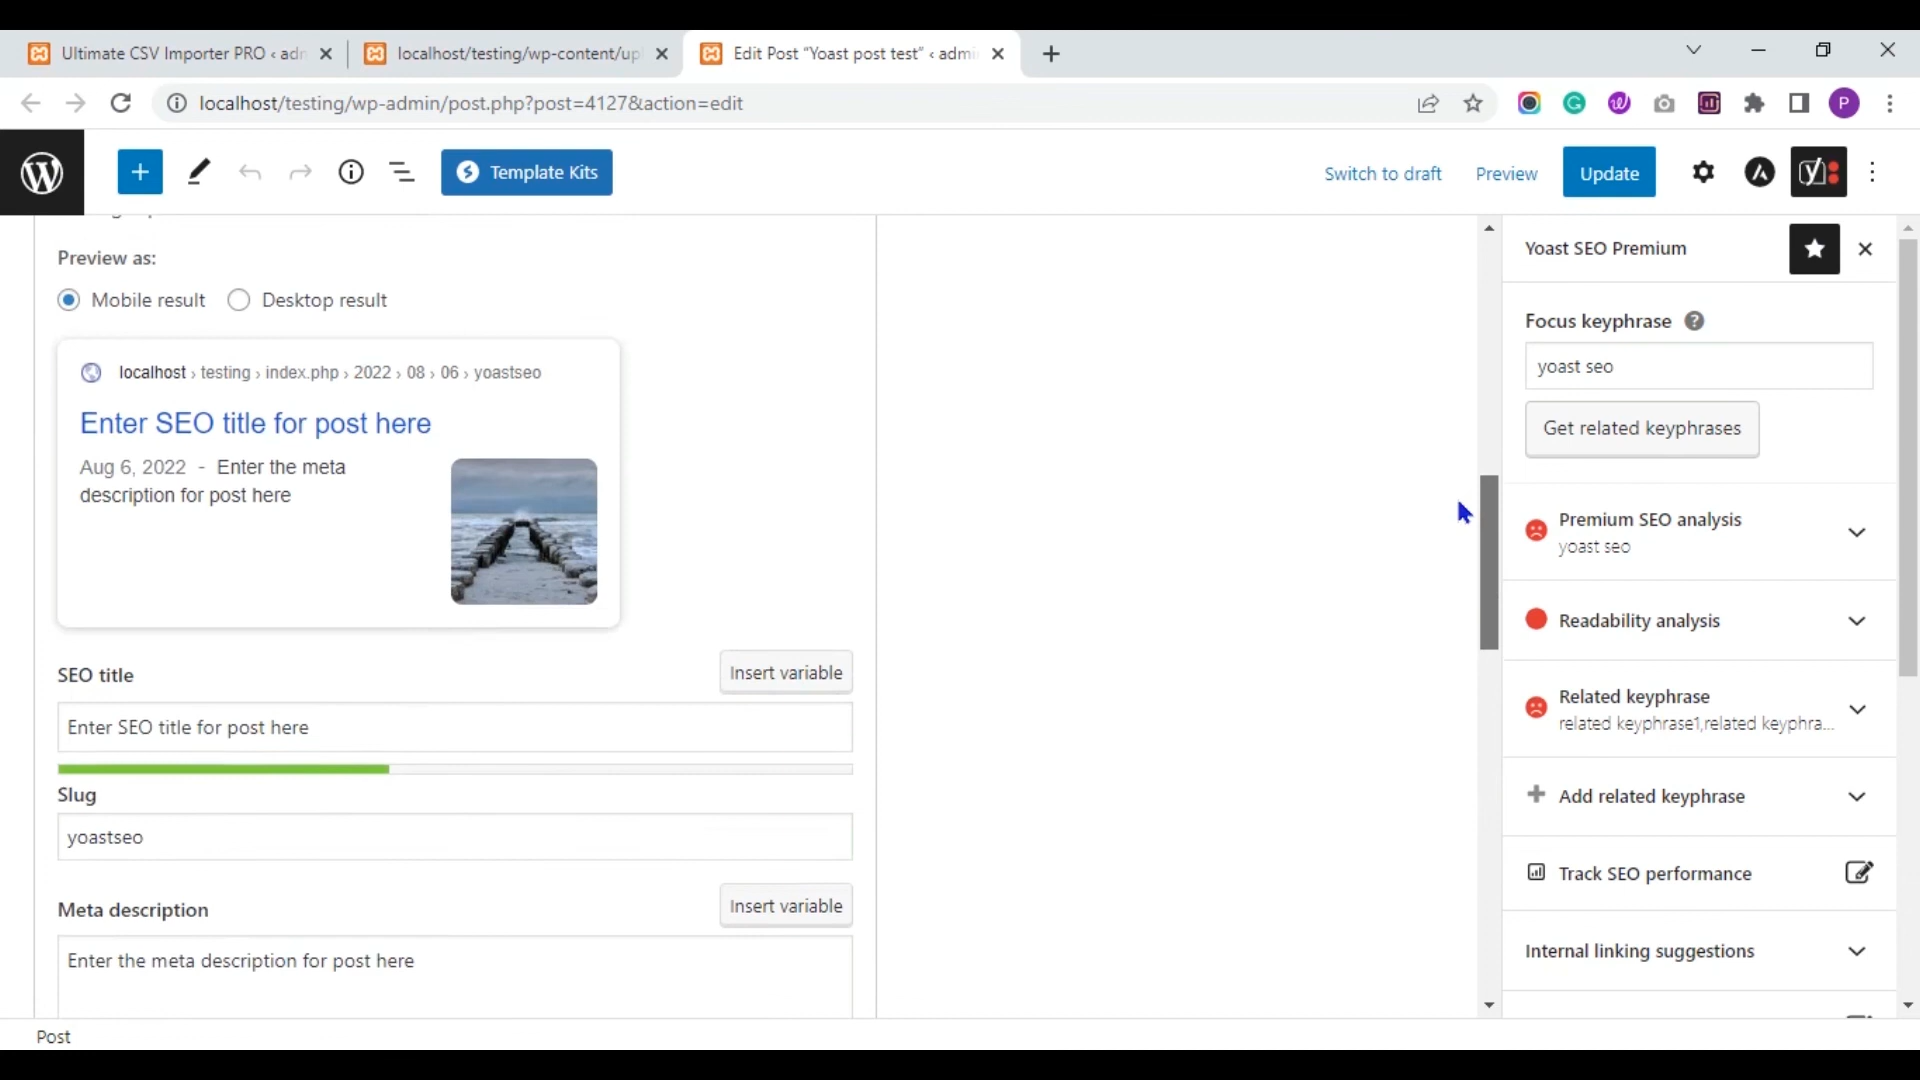 Ultimate CSV Importer PRO ‹ adn
localhost/testing/wp-content/up
Edit Post “Yoast post test” ‹ admi
localhost/testing/wp-admin/post.php?post=4127&action=edit
P
Template Kits
Switch to draft
Preview
Update
Preview as:
Mobile result
Desktop result
localhost › testing › index.php › 2022 › 08 › 06 › yoastseo
Enter SEO title for post here
Aug 6, 2022 - Enter the meta
description for post here
SEO title
Insert variable
Enter SEO title for post here
Slug
yoastseo
Meta description
Insert variable
Enter the meta description for post here
Post
Yoast SEO Premium
Focus keyphrase
yoast seo
Get related keyphrases
Premium SEO analysis
yoast seo
Readability analysis
Related keyphrase
related keyphrase1,related keyphra...
Add related keyphrase
Track SEO performance
Internal linking suggestions